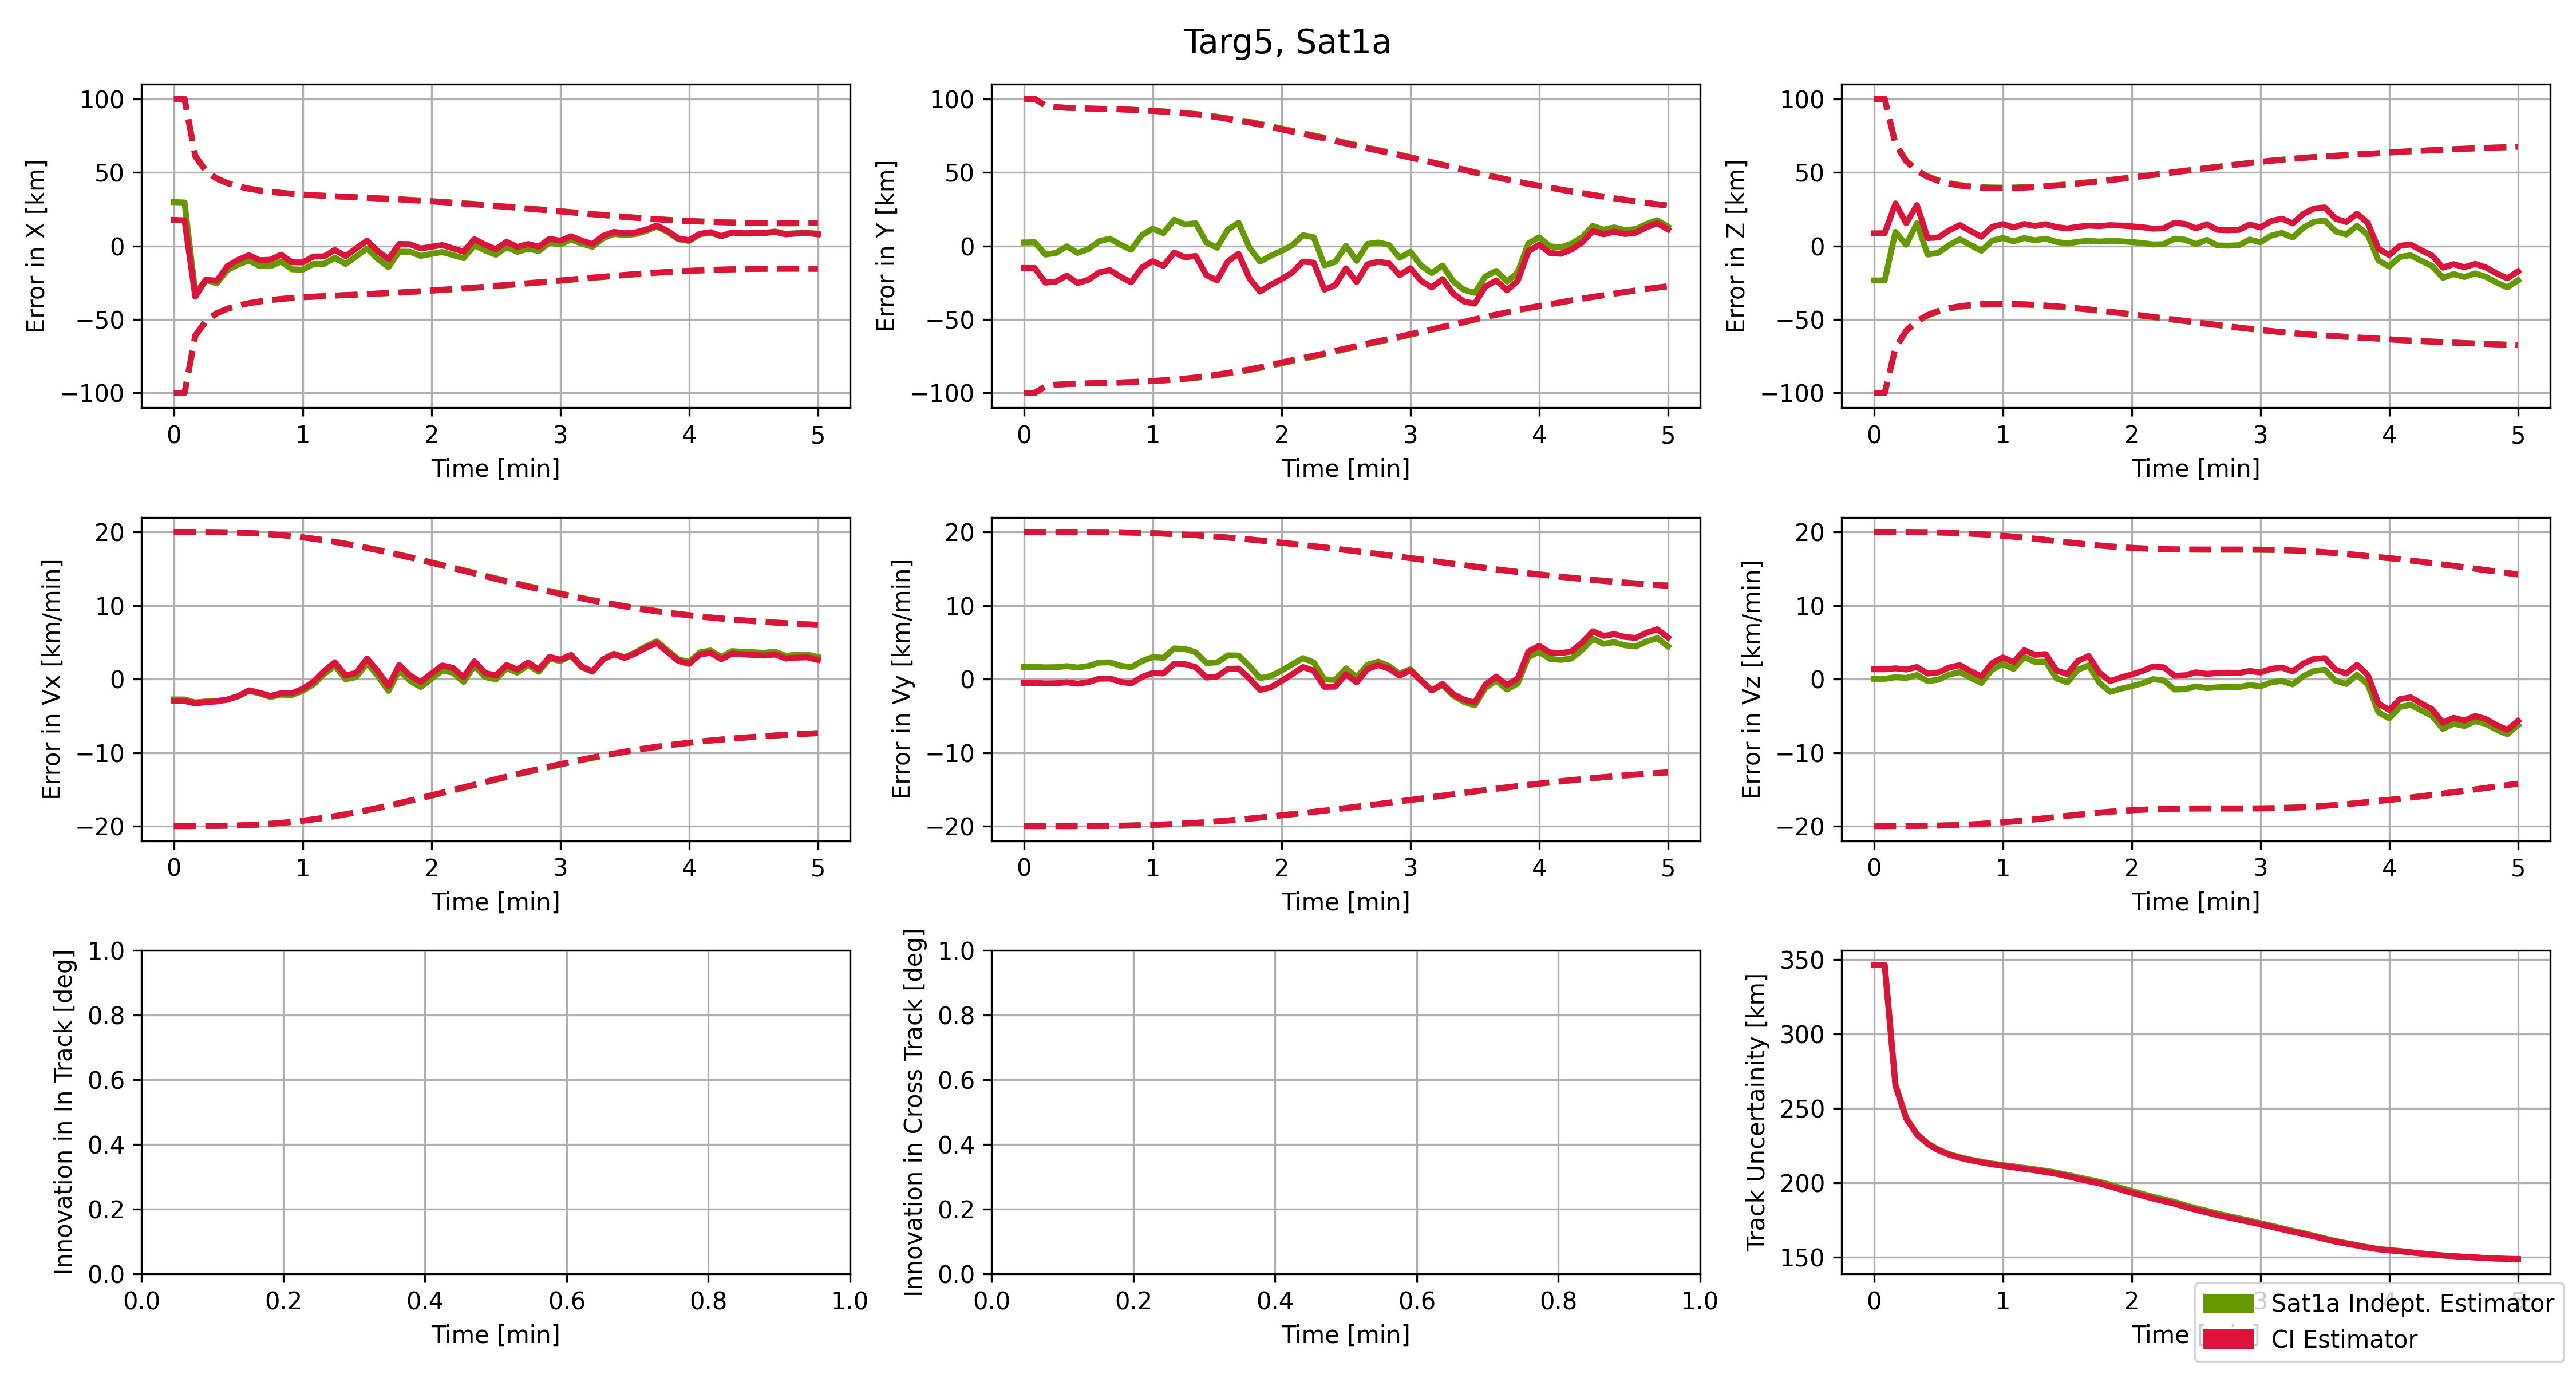 Targ5, Sat1a
Error in X [km]
100
50
0
−50
−100
0 1 2 3 4 5
Time [min]
Error in Y [km]
100
50
0
−50
−100
0 1 2 3 4 5
Time [min]
Error in Z [km]
100
50
0
−50
−100
0 1 2 3 4 5
Time [min]
Error in Vx [km/min]
20
10
0
−10
−20
0 1 2 3 4 5
Time [min]
Error in Vy [km/min]
20
10
0
−10
−20
0 1 2 3 4 5
Time [min]
Error in Vz [km/min]
20
10
0
−10
−20
0 1 2 3 4 5
Time [min]
Innovation in In Track [deg]
1.0
0.8
0.6
0.4
0.2
0.0
0.0 0.2 0.4 0.6 0.8 1.0
Time [min]
Innovation in Cross Track [deg]
1.0
0.8
0.6
0.4
0.2
0.0
0.0 0.2 0.4 0.6 0.8 1.0
Time [min]
Track Uncertainity [km]
350
300
250
200
150
0 1 2 3 4 5
Time
Sat1a Indept. Estimator
CI Estimator